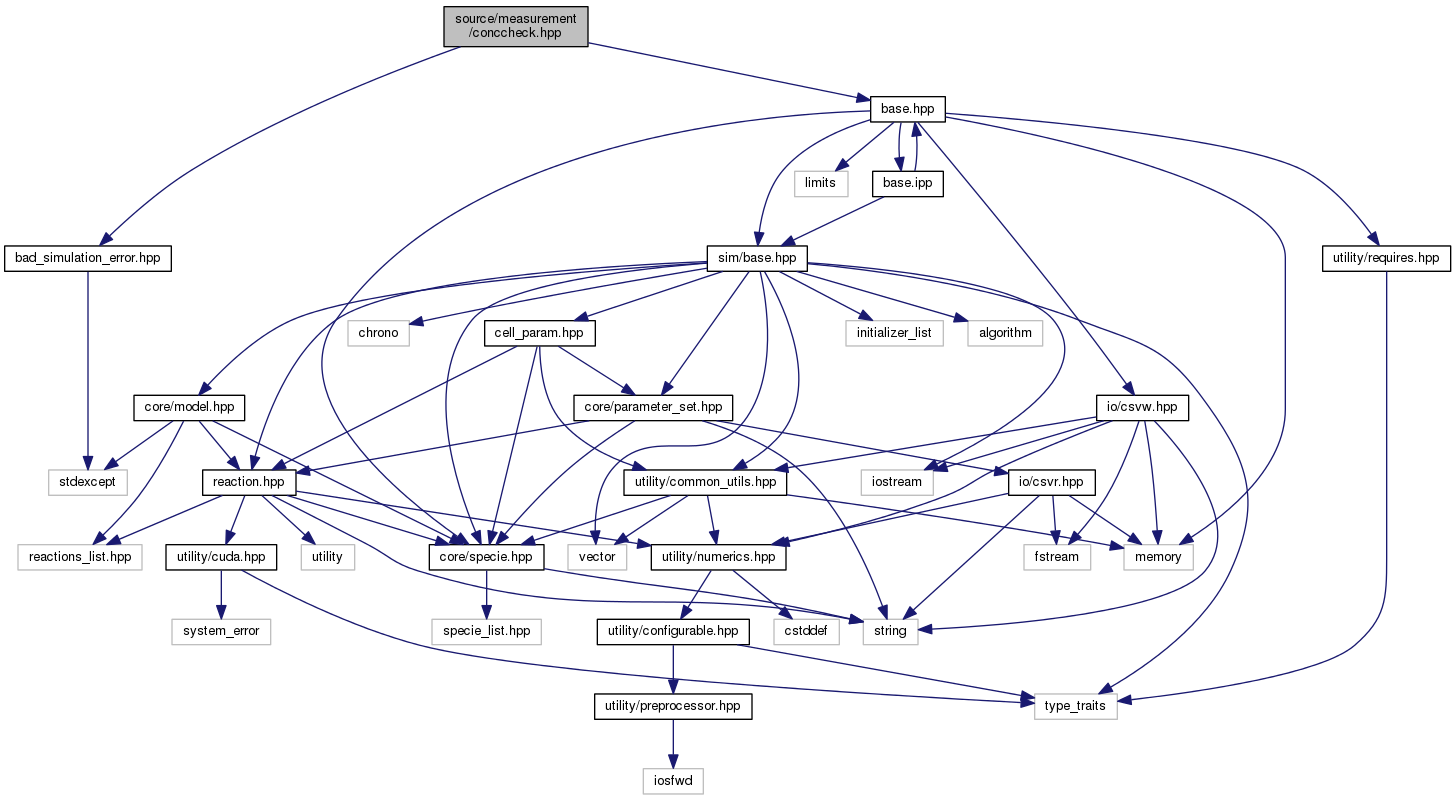 source/measurement
/conccheck.hpp
base.hpp
limits
base.ipp
bad_simulation_error.hpp
sim/base.hpp
utility/requires.hpp
chrono
cell_param.hpp
initializer_list
algorithm
core/model.hpp
core/parameter_set.hpp
io/csvw.hpp
stdexcept
reaction.hpp
utility/common_utils.hpp
iostream
io/csvr.hpp
reactions_list.hpp
utility/cuda.hpp
utility
core/specie.hpp
vector
utility/numerics.hpp
fstream
memory
system_error
specie_list.hpp
utility/configurable.hpp
cstddef
string
utility/preprocessor.hpp
type_traits
iosfwd